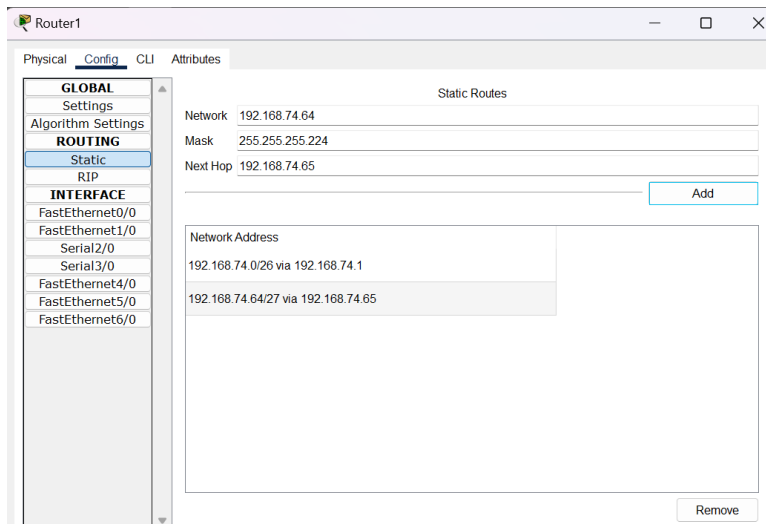 Router1
Physical Config CLI Attributes
GLOBAL
Settings
Algorithm Settings
ROUTING
Static
RIP
INTERFACE
FastEthernet0/0
FastEthernet1/0
Serial2/0
Serial3/0
FastEthernet4/0
FastEthernet5/0
FastEthernet6/0
Static Routes
Network 192.168.74.64
Mask 255.255.255.224
Next Hop 192.168.74.65
Add
Network Address
192.168.74.0/26 via 192.168.74.1
192.168.74.64/27 via 192.168.74.65
Remove